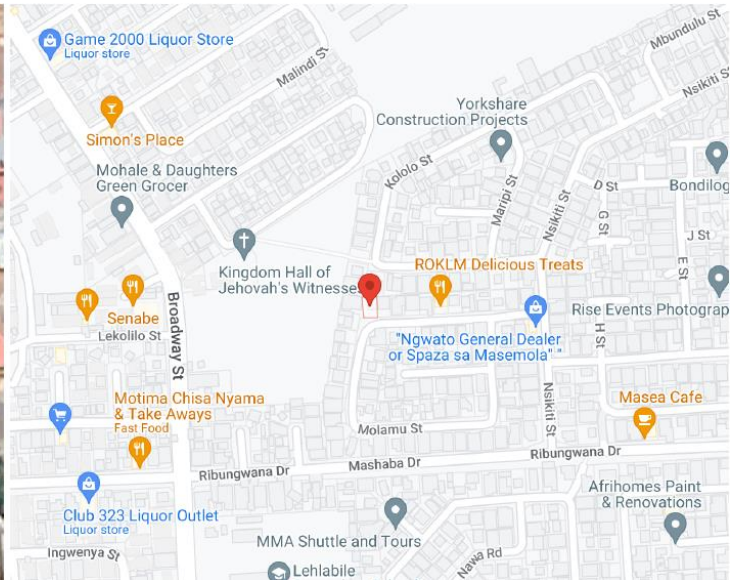 Game 2000 Liquor Store
Liquor store
Malindi St
Mbundulu St
Nsikiti St
Simon's Place
Yorkshare
Construction Projects
Mohale & Daughters
Green Grocer
Kololo St
Maripi St
Nsikiti St
D St
Bondilog
G St
J St
E St
Kingdom Hall of
Jehovah's Witnesses
ROKLM Delicious Treats
Senabe
Lekolilo St
Broadway St
"Ngwato General Dealer
or Spaza sa Masemola" "
Rise Events Photograp
H St
Motima Chisa Nyama
& Take Aways
Fast Food
Nsikiti St
Masea Cafe
Molamu St
Ribungwana Dr
Mashaba Dr
Ribungwana Dr
Club 323 Liquor Outlet
Liquor store
Afrihomes Paint
& Renovations
Ingwenya St
MMA Shuttle and Tours
Nawa Rd
Lehlabile